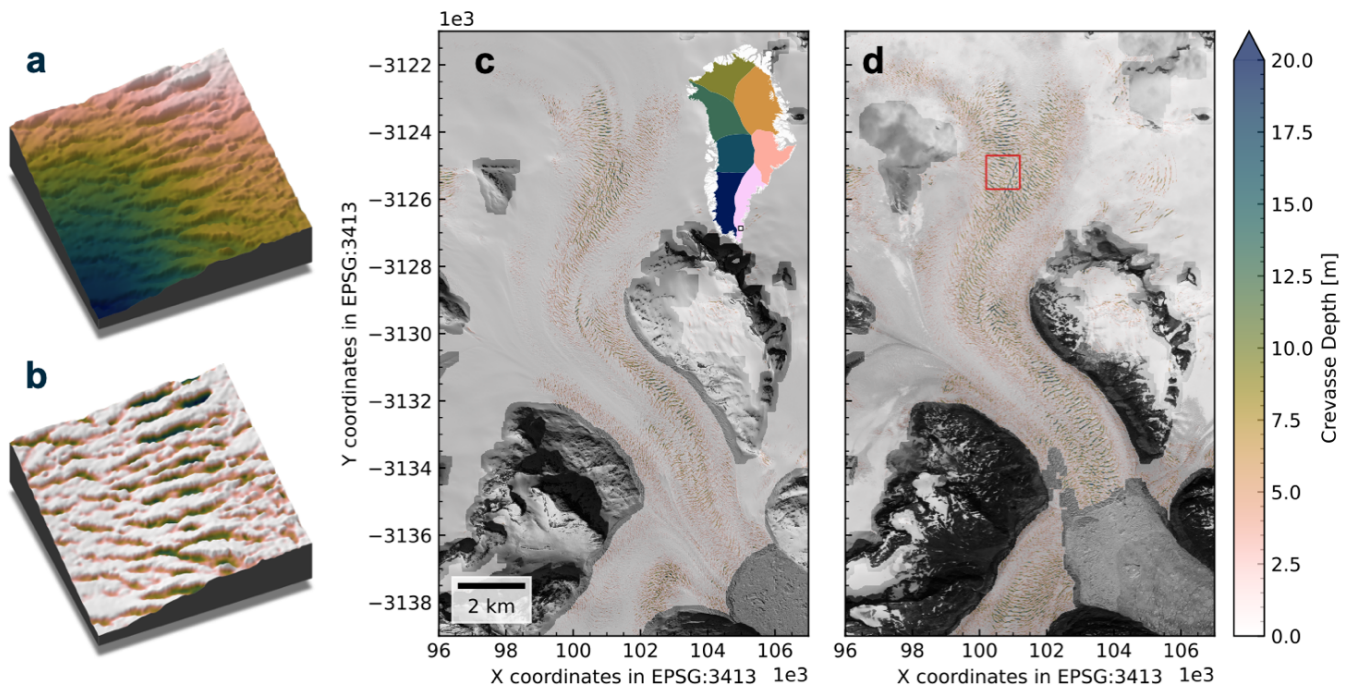 a
b
1e3
c
−3122
−3124
−3126
−3128
−3130
−3132
−3134
−3136
−3138
Y coordinates in EPSG:3413
2 km
96 98 100 102 104 106
X coordinates in EPSG:3413 1e3
d
96 98 100 102 104 106
X coordinates in EPSG:3413 1e3
20.0
17.5
15.0
12.5
10.0
7.5
5.0
2.5
0.0
Crevasse Depth [m]